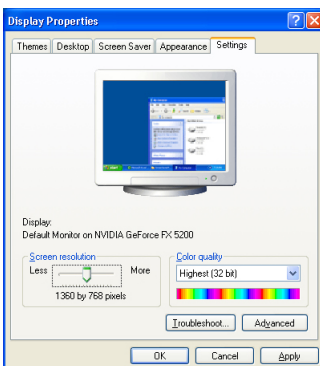 Display Properties
Themes Desktop Screen Saver Appearance Settings
Display:
Default Monitor on NVIDIA GeForce FX 5200
Screen resolution
Less More
1360 by 768 pixels
Color quality
Highest (32 bit)
Troubleshoot... Advanced
OK Cancel Apply